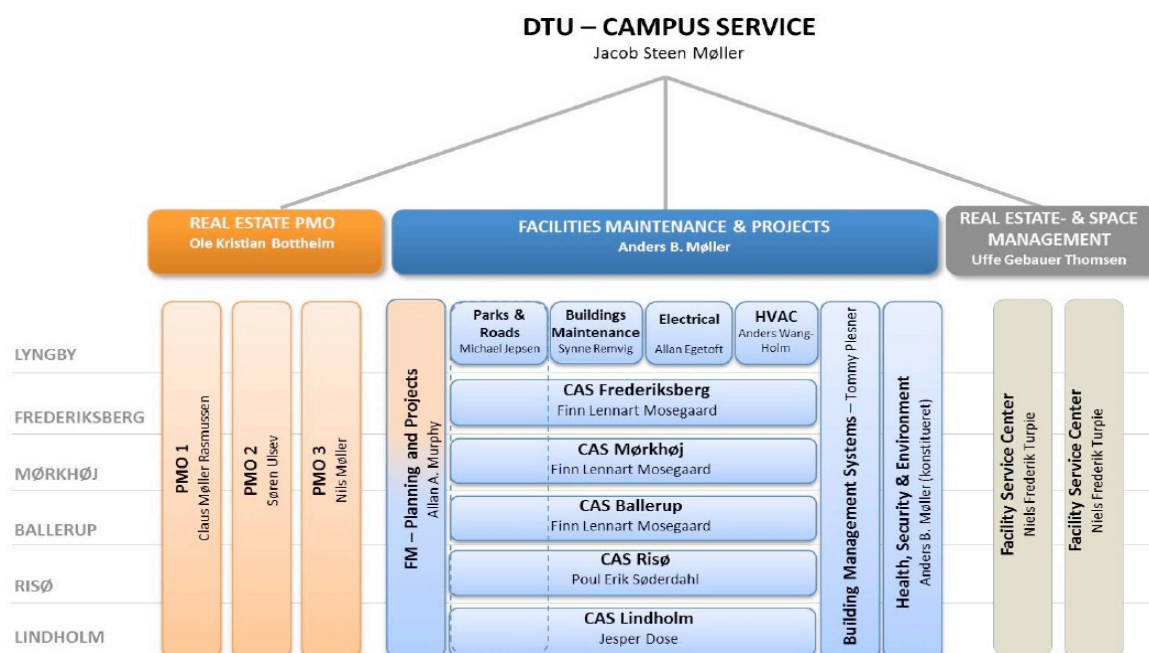 DTU – CAMPUS SERVICE
Jacob Steen Møller
REAL ESTATE PMO
Ole Kristian Bottheim
FACILITIES MAINTENANCE & PROJECTS
Anders B. Møller
REAL ESTATE- & SPACE
MANAGEMENT
Uffe Gebauer Thomsen
LYNGBY
FREDERIKSBERG
MØRKHØJ
BALLERUP
RISØ
LINDHOLM
PMO 1
Claus Møller Rasmussen
PMO 2
Søren Ulsev
PMO 3
Nils Møller
FM – Planning and Projects
Allan A. Murphy
Parks &
Roads
Michael Jepsen
Buildings
Maintenance
Synne Remvig
Electrical
Allan Egetoft
HVAC
Anders Wang-
Holm
CAS Frederiksberg
Finn Lennart Mosegaard
CAS Mørkhøj
Finn Lennart Mosegaard
CAS Ballerup
Finn Lennart Mosegaard
CAS Risø
Poul Erik Søderdahl
CAS Lindholm
Jesper Dose
Building Management Systems – Tommy Plesner
Health, Security & Environment
Anders B. Møller (konstitueret)
Facility Service Center
Niels Frederik Turpie
Facility Service Center
Niels Frederik Turpie